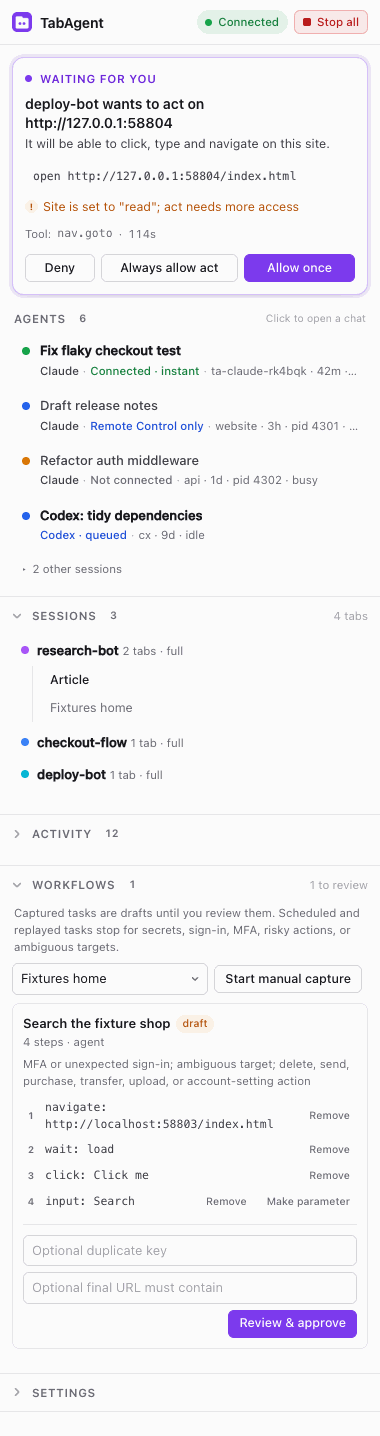 TabAgent
Connected
Stop all
WAITING FOR YOU
deploy-bot wants to act on
http://127.0.0.1:58804
It will be able to click, type and navigate on this site.
open http://127.0.0.1:58804/index.html
! Site is set to "read"; act needs more access
Tool: nav.goto · 114s
Deny
Always allow act
Allow once
AGENTS 6
Click to open a chat
Fix flaky checkout test
Claude · Connected · instant · ta-claude-rk4bqk · 42m ·...
Draft release notes
Claude · Remote Control only · website · 3h · pid 4301 · ...
Refactor auth middleware
Claude · Not connected · api · 1d · pid 4302 · busy
Codex: tidy dependencies
Codex · queued · cx · 9d · idle
2 other sessions
SESSIONS 3
4 tabs
research-bot 2 tabs · full
Article
Fixtures home
checkout-flow 1 tab · full
deploy-bot 1 tab · full
ACTIVITY 12
WORKFLOWS 1
1 to review
Captured tasks are drafts until you review them. Scheduled and
replayed tasks stop for secrets, sign-in, MFA, risky actions, or
ambiguous targets.
Fixtures home
Start manual capture
Search the fixture shop draft
4 steps · agent
MFA or unexpected sign-in; ambiguous target; delete, send,
purchase, transfer, upload, or account-setting action
1 navigate:
http://localhost:58803/index.html
Remove
2 wait: load
Remove
3 click: Click me
Remove
4 input: Search
Remove
Make parameter
Optional duplicate key
Optional final URL must contain
Review & approve
SETTINGS